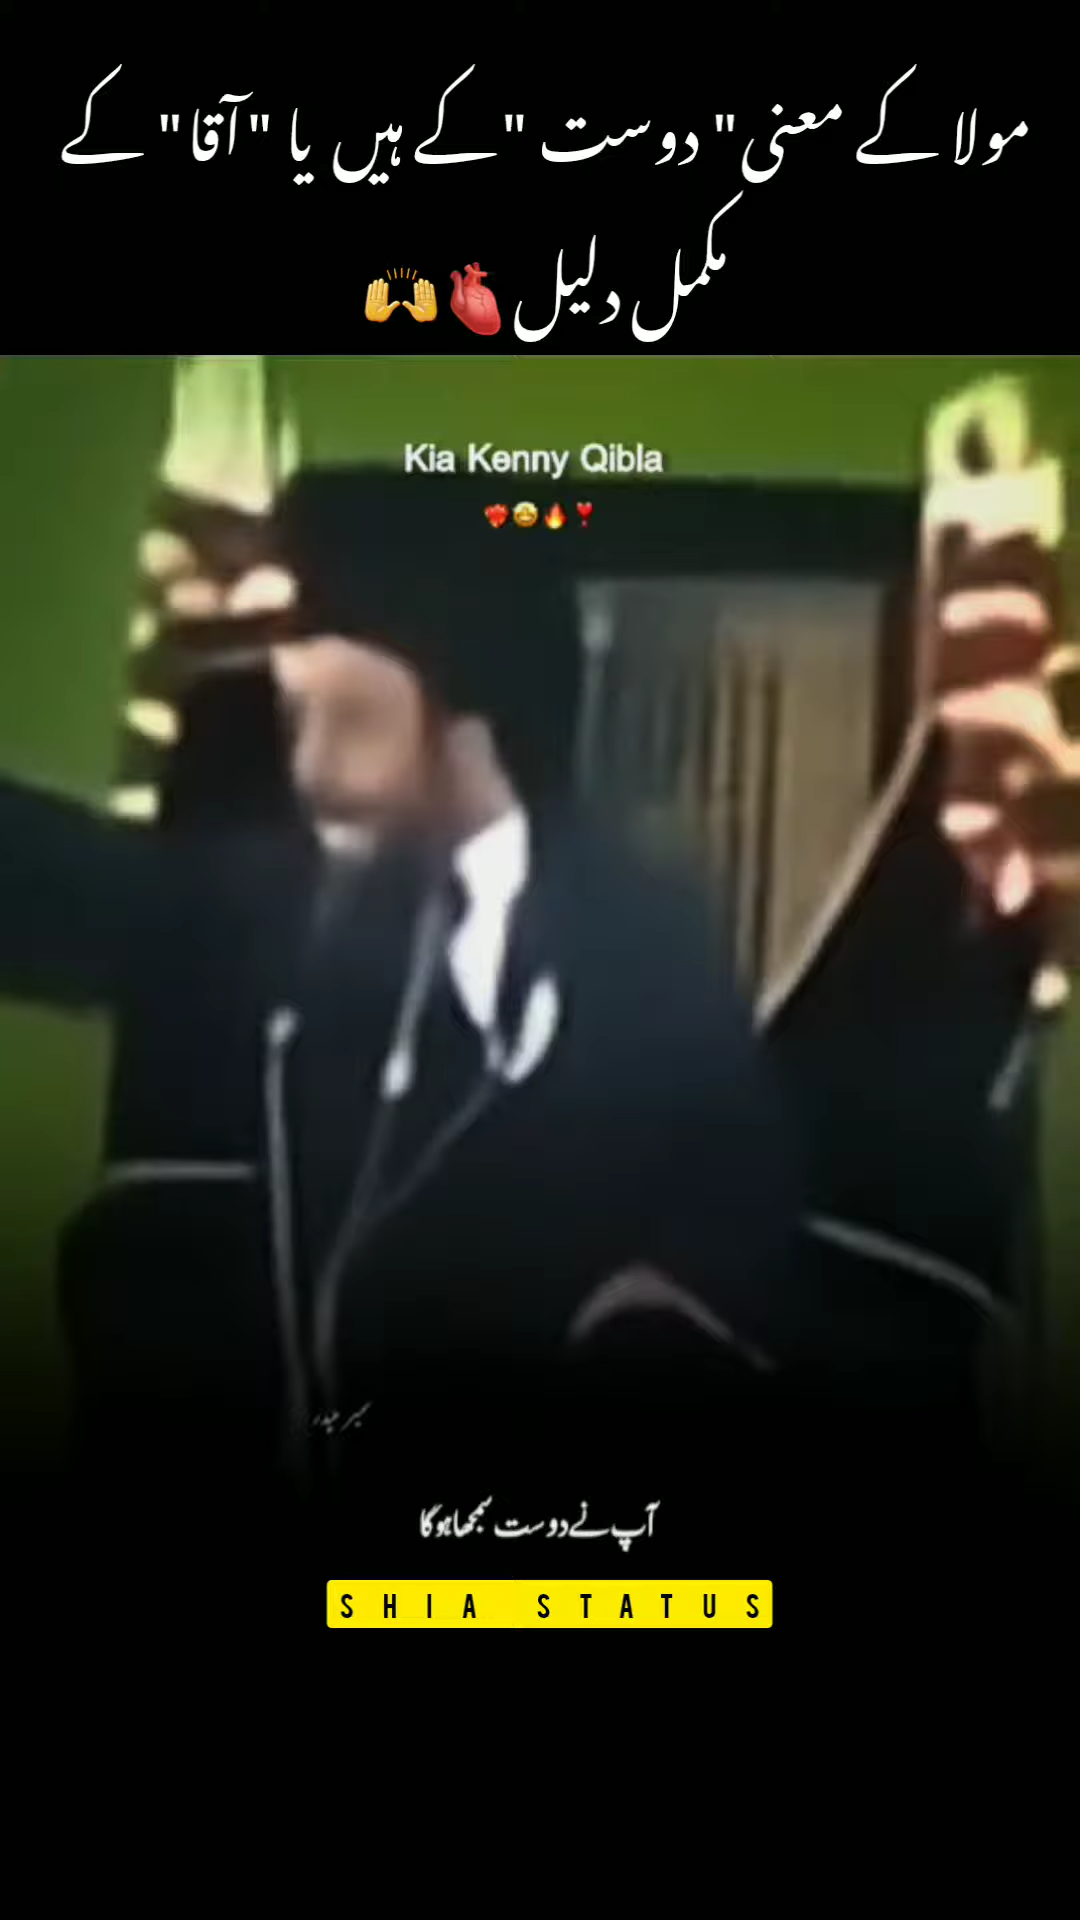 مولا کے معنی" دوست "کے ہیں یا "آقا" کے
مکمل دلیل🫀🙌
Kia Kenny Qibla
❤️‍🔥🤩🔥❣️
آپ نے دوست سمجھا ہوگا
SHIA STATUS